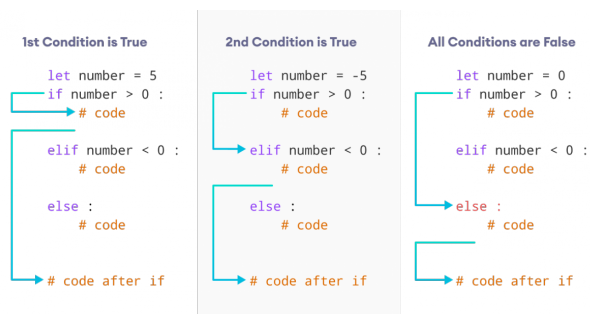 1st Condition is True
let number = 5
if number > 0 :
# code
elif number < 0 :
# code
else :
# code
# code after if
2nd Condition is True
let number = -5
if number > 0 :
# code
elif number < 0 :
# code
else :
# code
# code after if
All Conditions are False
let number = 0
if number > 0 :
# code
elif number < 0 :
# code
else :
# code
# code after if